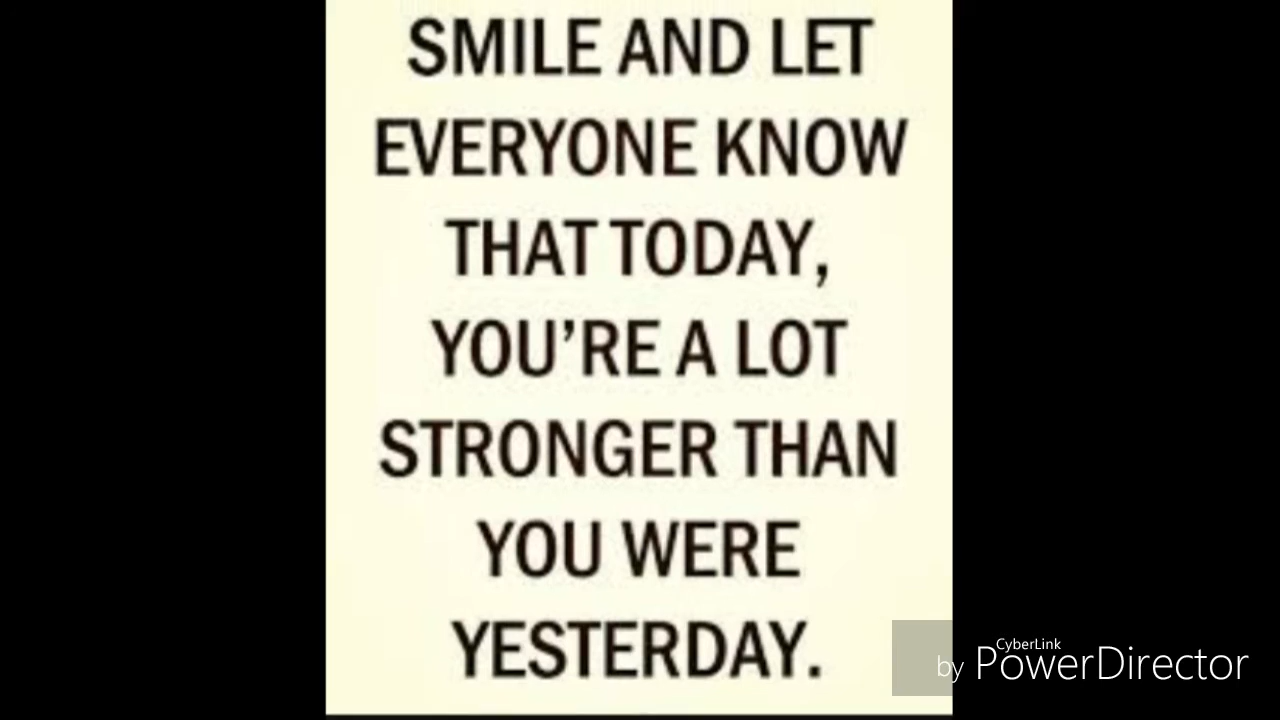 SMILE AND LET
EVERYONE KNOW
THAT TODAY,
YOU’RE A LOT
STRONGER THAN
YOU WERE
YESTERDAY.
CyberLink
by PowerDirector